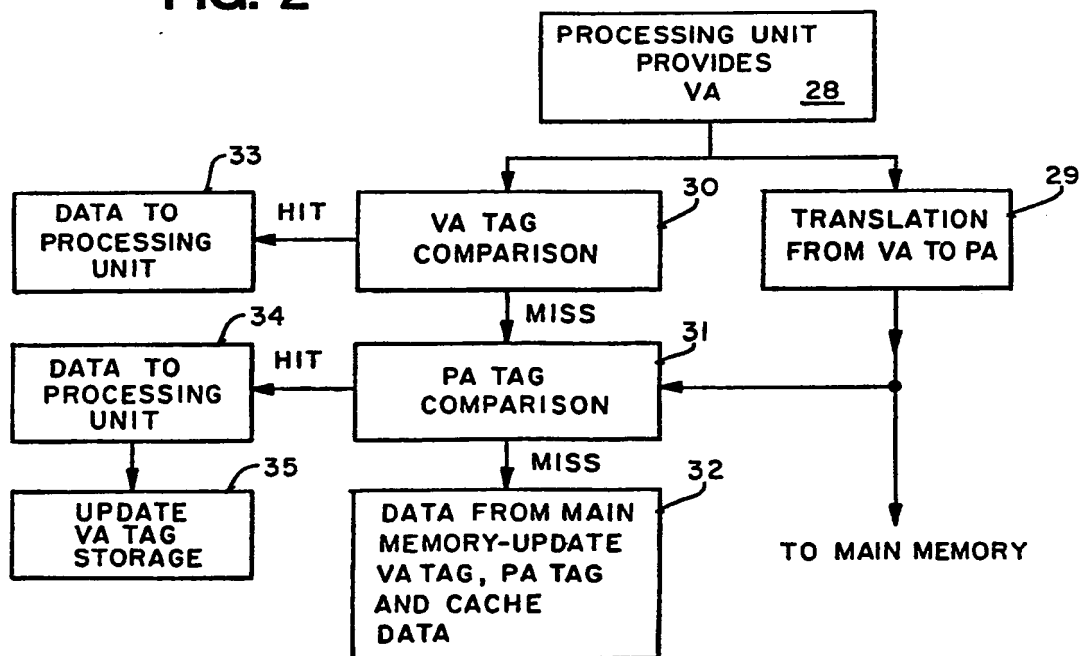 FIG. 2
PROCESSING UNIT
PROVIDES
VA 28
33
DATA TO
PROCESSING
UNIT
HIT
30
VA TAG
COMPARISON
29
TRANSLATION
FROM VA TO PA
MISS
34
DATA TO
PROCESSING
UNIT
HIT
31
PA TAG
COMPARISON
MISS
35
UPDATE
VA TAG
STORAGE
32
DATA FROM MAIN
MEMORY-UPDATE
VA TAG, PA TAG
AND CACHE
DATA
TO MAIN MEMORY